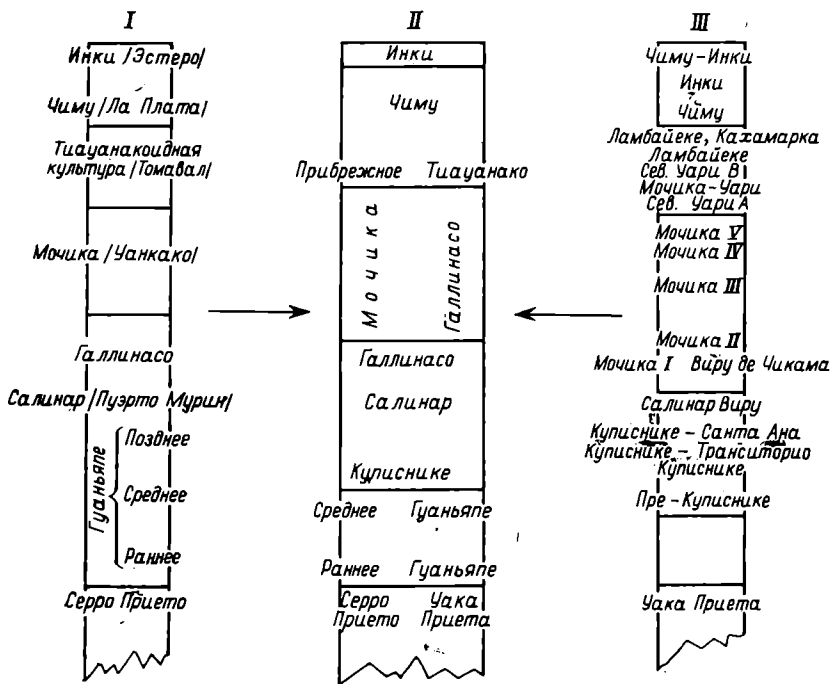 I
Инки /Эстеро/
Чиму /Ла Плата/
Тиауанакоидная
культура /Томавал/
Мочика /Уанкако/
Галлинасо
Салинар /Пуэрто Мурин/
Гуаньяпе
Позднее
Среднее
Раннее
Серро Прието
II
Инки
Чиму
Прибрежное Тиауанако
Мочика
Галлинасо
Галлинасо
Салинар
Куписнике
Среднее Гуаньяпе
Раннее Гуаньяпе
Серро Уака
Прието Приета
III
Чиму-Инки
Инки
Чиму
Ламбайеке, Кахамарка
Ламбайеке
Сев. Уари В
Мочика-Уари
Сев. Уари А
Мочика V
Мочика IV
Мочика III
Мочика II
Мочика I Виру де Чикама
Салинар Виру
Куписнике - Санта Ана
Куписнике - Транситорио
Куписнике
Пре-Куписнике
Уака Приета